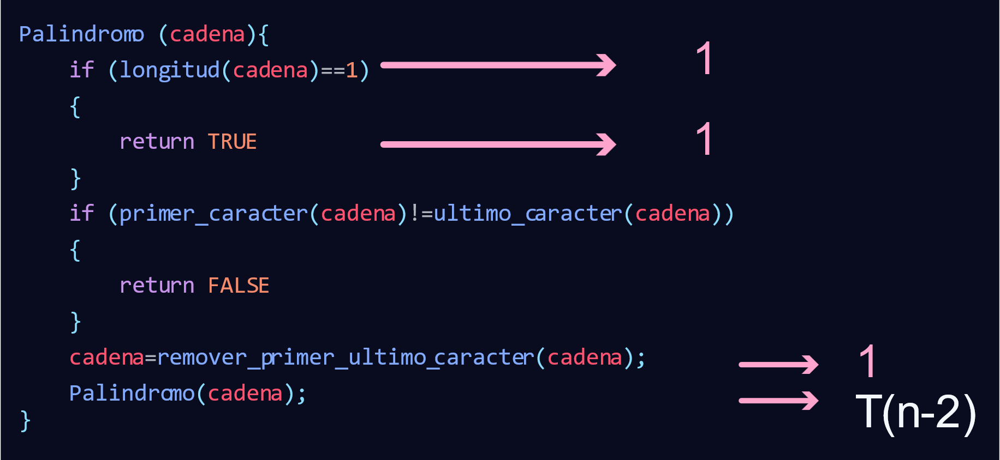 Palindromo (cadena){
if (longitud(cadena)==1) 1
{
return TRUE 1
}
if (primer_caracter(cadena)!=ultimo_caracter(cadena))
{
return FALSE
}
cadena=remover_primer_ultimo_caracter(cadena); 1
Palindromo(cadena); T(n-2)
}